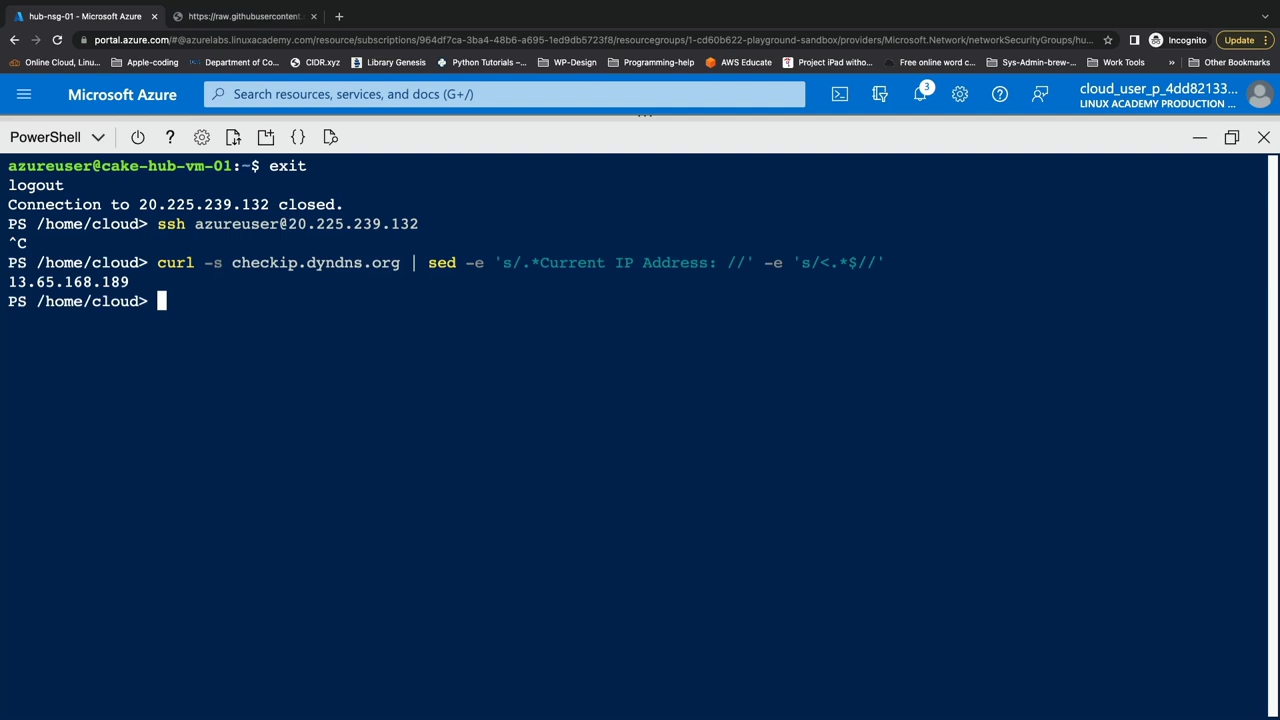 hub-nsg-01 - Microsoft Azure
https://raw.githubusercontent.
portal.azure.com/#@azurelabs.linuxacademy.com/resource/subscriptions/964df7ca-3ba4-48b6-a695-1ed9db5723f8/resourcegroups/1-cd60b622-playground-sandbox/providers/Microsoft.Network/networkSecurityGroups/hu... Incognito Update
Online Cloud, Linu... Apple-coding Department of Co... CIDR.xyz Library Genesis Python Tutorials –... WP-Design Programming-help AWS Educate Project iPad witho... Free online word c... Sys-Admin-brew-... Work Tools » Other Bookmarks
Microsoft Azure Search resources, services, and docs (G+/) 3 cloud_user_p_4dd82133...
LINUX ACADEMY PRODUCTION ...
PowerShell ? {}
azureuser@cake-hub-vm-01:~$ exit
logout
Connection to 20.225.239.132 closed.
PS /home/cloud> ssh azureuser@20.225.239.132
^C
PS /home/cloud> curl -s checkip.dyndns.org | sed -e 's/.*Current IP Address: //' -e 's/<.*$//'
13.65.168.189
PS /home/cloud>